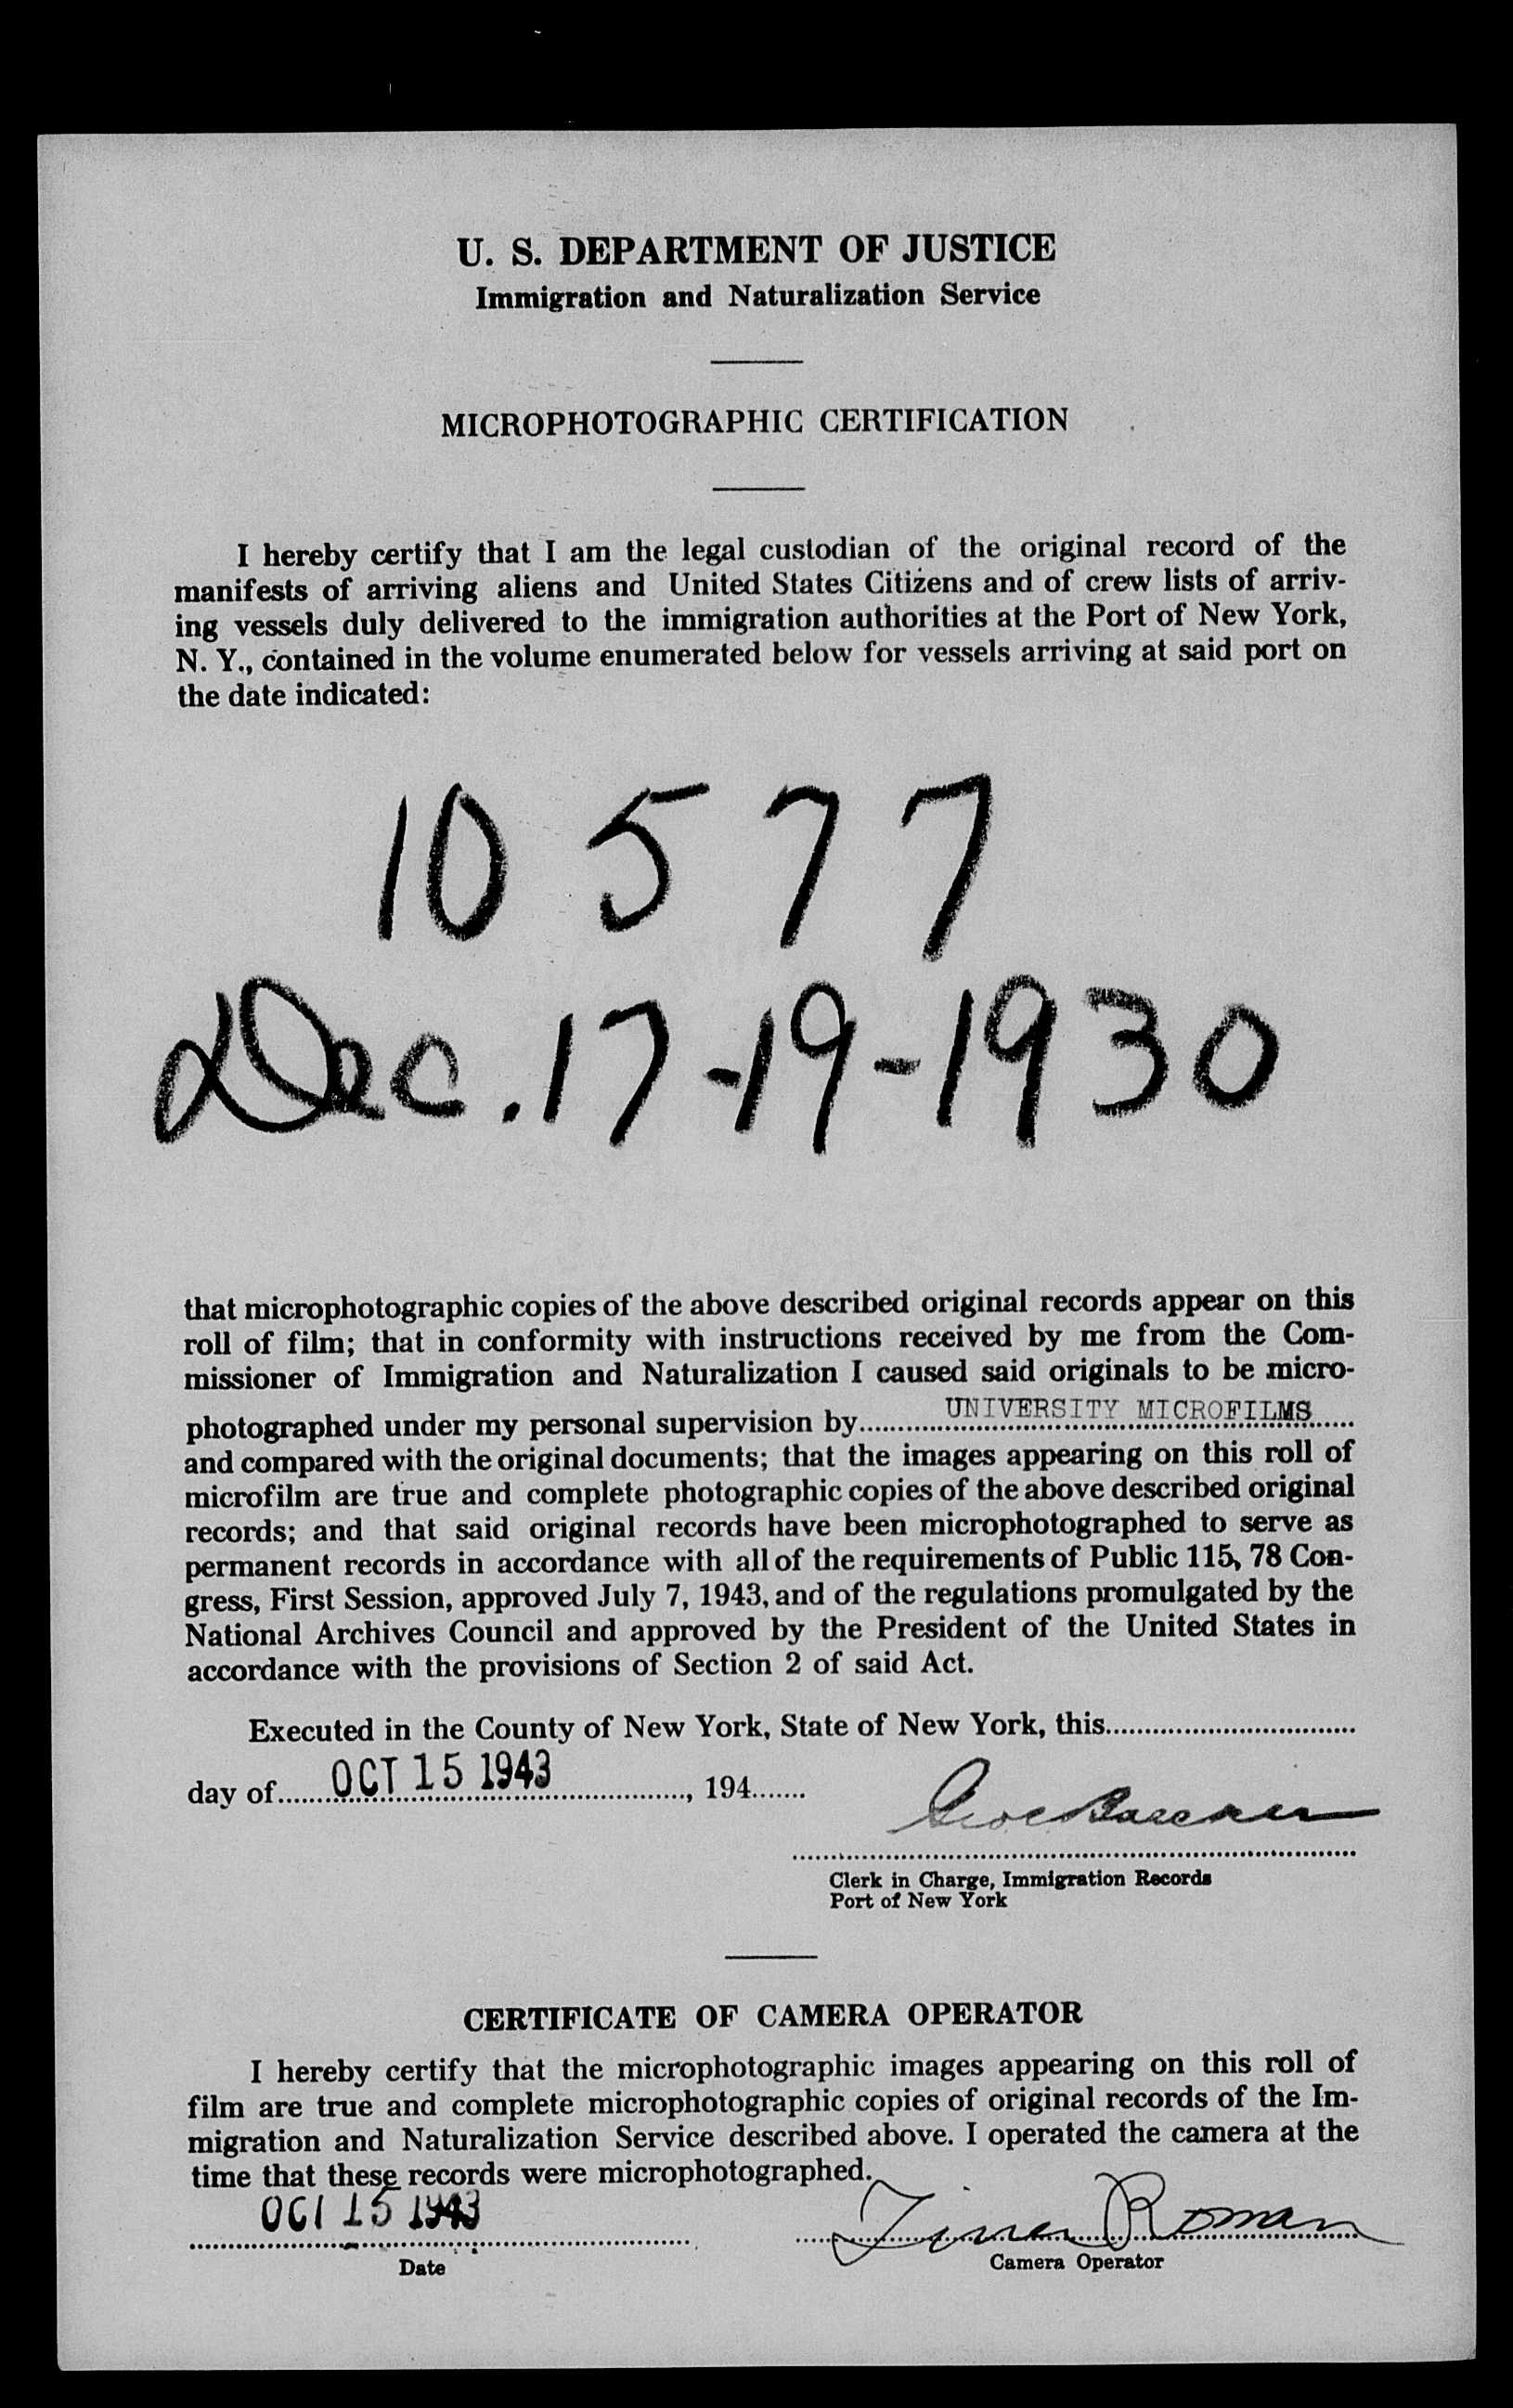 U. S. DEPARTMENT OF JUSTICE
Immigration and Naturalization Service
MICROPHOTOGRAPHIC CERTIFICATION
I hereby certify that I am the legal custodian of the original record of the
manifests of arriving aliens and United States Citizens and of crew lists of arriv-
ing vessels duly delivered to the immigration authorities at the Port of New York,
N. Y., contained in the volume enumerated below for vessels arriving at said port on
the date indicated:
10577
Dec. 17-19-1930
that microphotographic copies of the above described original records appear on this
roll of film; that in conformity with instructions received by me from the Com-
missioner of Immigration and Naturalization I caused said originals to be micro-
photographed under my personal supervision by UNIVERSITY MICROFILMS
and compared with the original documents; that the images appearing on this roll of
microfilm are true and complete photographic copies of the above described original
records; and that said original records have been microphotographed to serve as
permanent records in accordance with all of the requirements of Public 115, 78 Con-
gress, First Session, approved July 7, 1943, and of the regulations promulgated by the
National Archives Council and approved by the President of the United States in
accordance with the provisions of Section 2 of said Act.
Executed in the County of New York, State of New York, this
day of OCT 15 1943, 194
Clerk in Charge, Immigration Records
Port of New York
CERTIFICATE OF CAMERA OPERATOR
I hereby certify that the microphotographic images appearing on this roll of
film are true and complete microphotographic copies of original records of the Im-
migration and Naturalization Service described above. I operated the camera at the
time that these records were microphotographed.
OCT 15 1943 Roman
Date Camera Operator